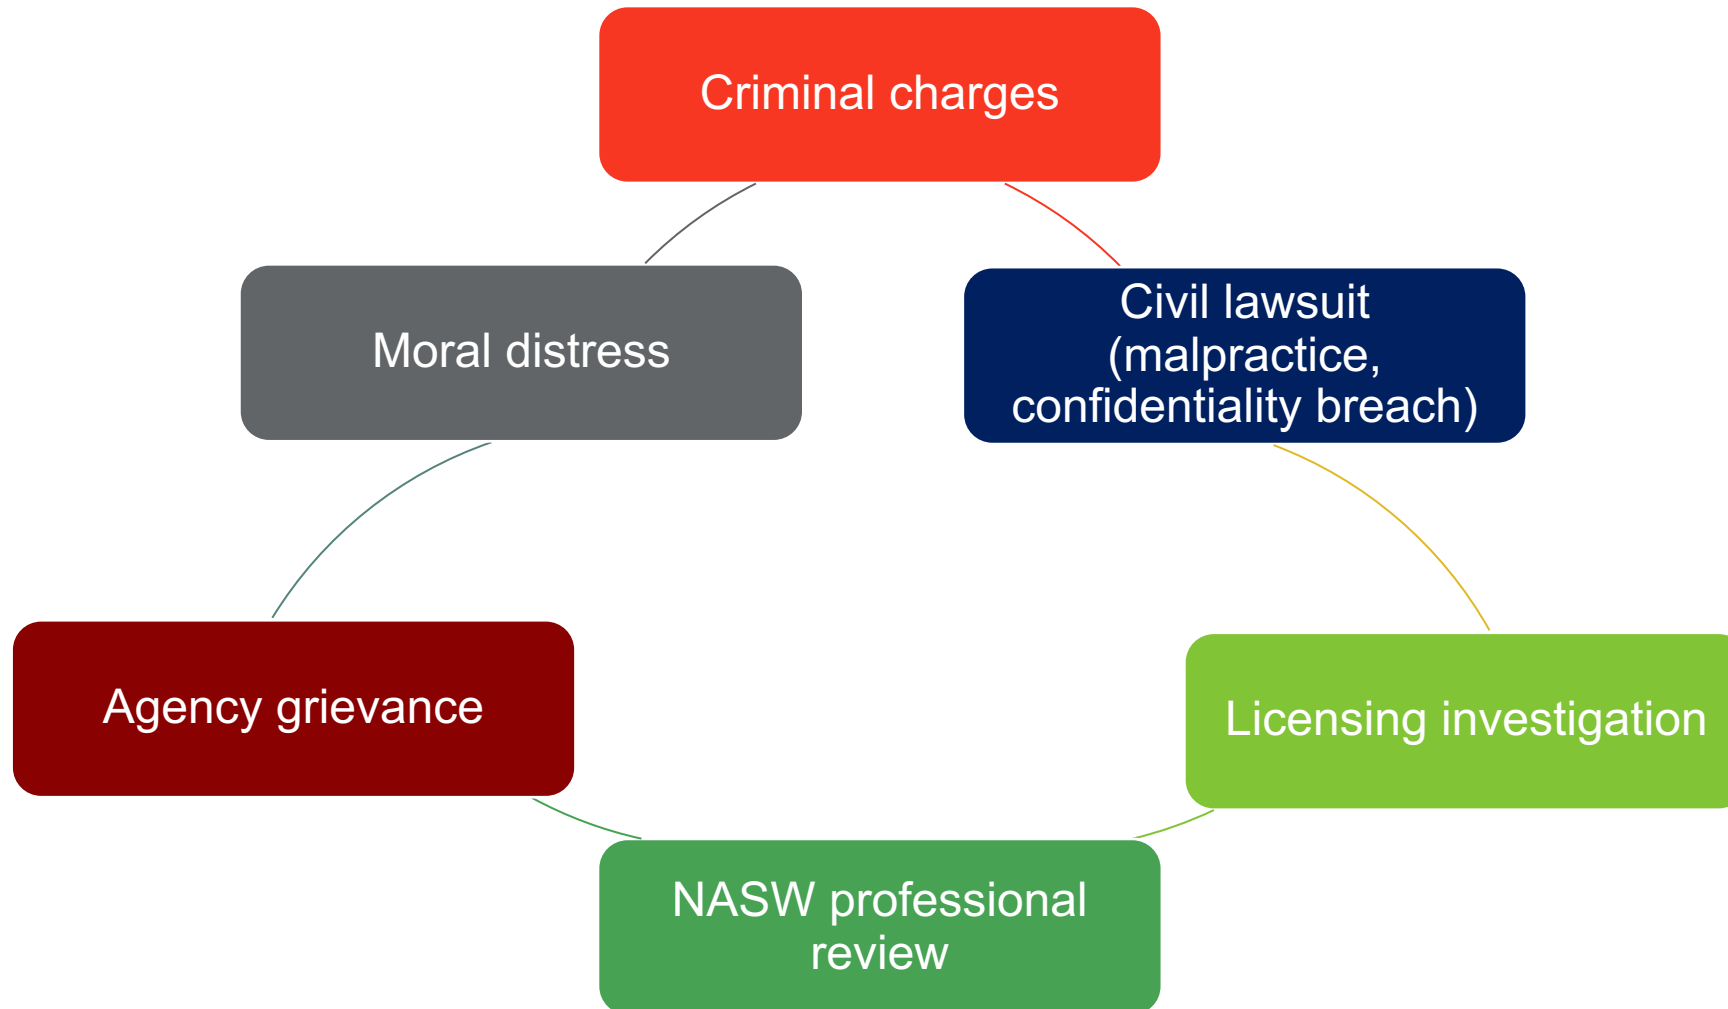 Criminal charges
Moral distress
Civil lawsuit
(malpractice,
confidentiality breach)
Agency grievance
Licensing investigation
NASW professional
review